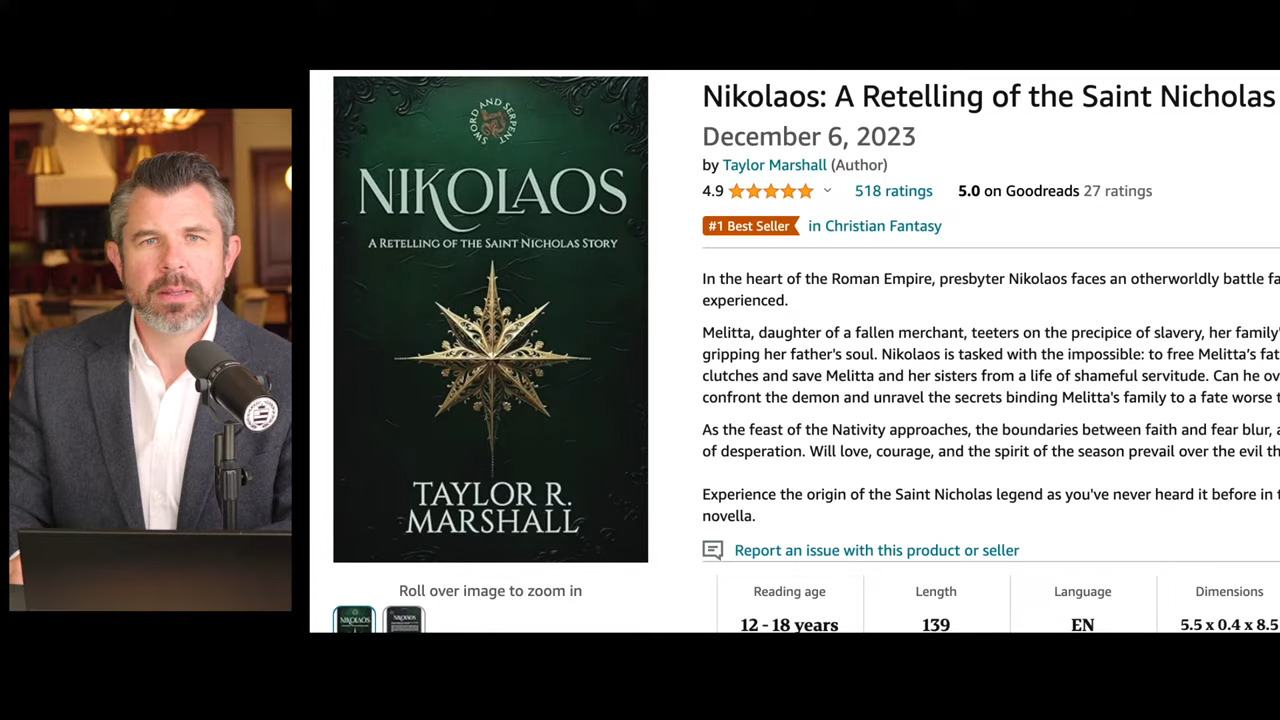 SWORD AND SERPENT
NIKOLAOS
A RETELLING OF THE SAINT NICHOLAS STORY
TAYLOR R.
MARSHALL
Roll over image to zoom in
NIKOLAOS
NIKOLAOS
Nikolaos: A Retelling of the Saint Nicholas
December 6, 2023
by Taylor Marshall (Author)
4.9 518 ratings 5.0 on Goodreads 27 ratings
#1 Best Seller in Christian Fantasy
In the heart of the Roman Empire, presbyter Nikolaos faces an otherworldly battle fa
experienced.
Melitta, daughter of a fallen merchant, teeters on the precipice of slavery, her family'
gripping her father's soul. Nikolaos is tasked with the impossible: to free Melitta's fat
clutches and save Melitta and her sisters from a life of shameful servitude. Can he ov
confront the demon and unravel the secrets binding Melitta's family to a fate worse t
As the feast of the Nativity approaches, the boundaries between faith and fear blur, a
of desperation. Will love, courage, and the spirit of the season prevail over the evil th
Experience the origin of the Saint Nicholas legend as you've never heard it before in t
novella.
Report an issue with this product or seller
Reading age Length Language Dimensions
12 - 18 years 139 EN 5.5 x 0.4 x 8.5